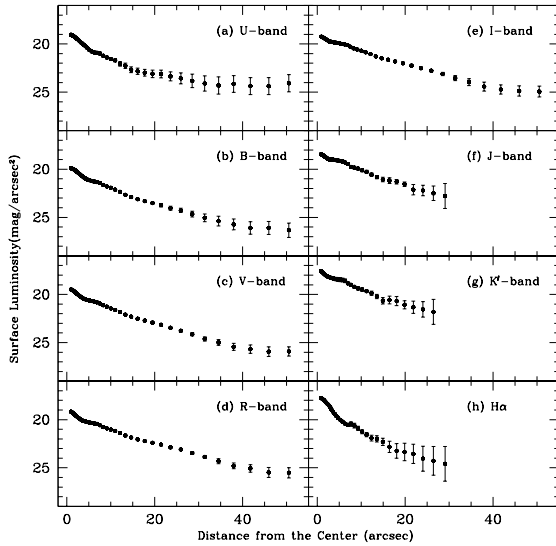 (a) U-band
(e) I-band
20
25
(b) B-band
(f) J-band
20
25
(c) V-band
(g) K'-band
20
25
(d) R-band
(h) Hα
20
25
Surface Luminosity(mag/arcsec²)
0 20 40 0 20 40
Distance from the Center (arcsec)